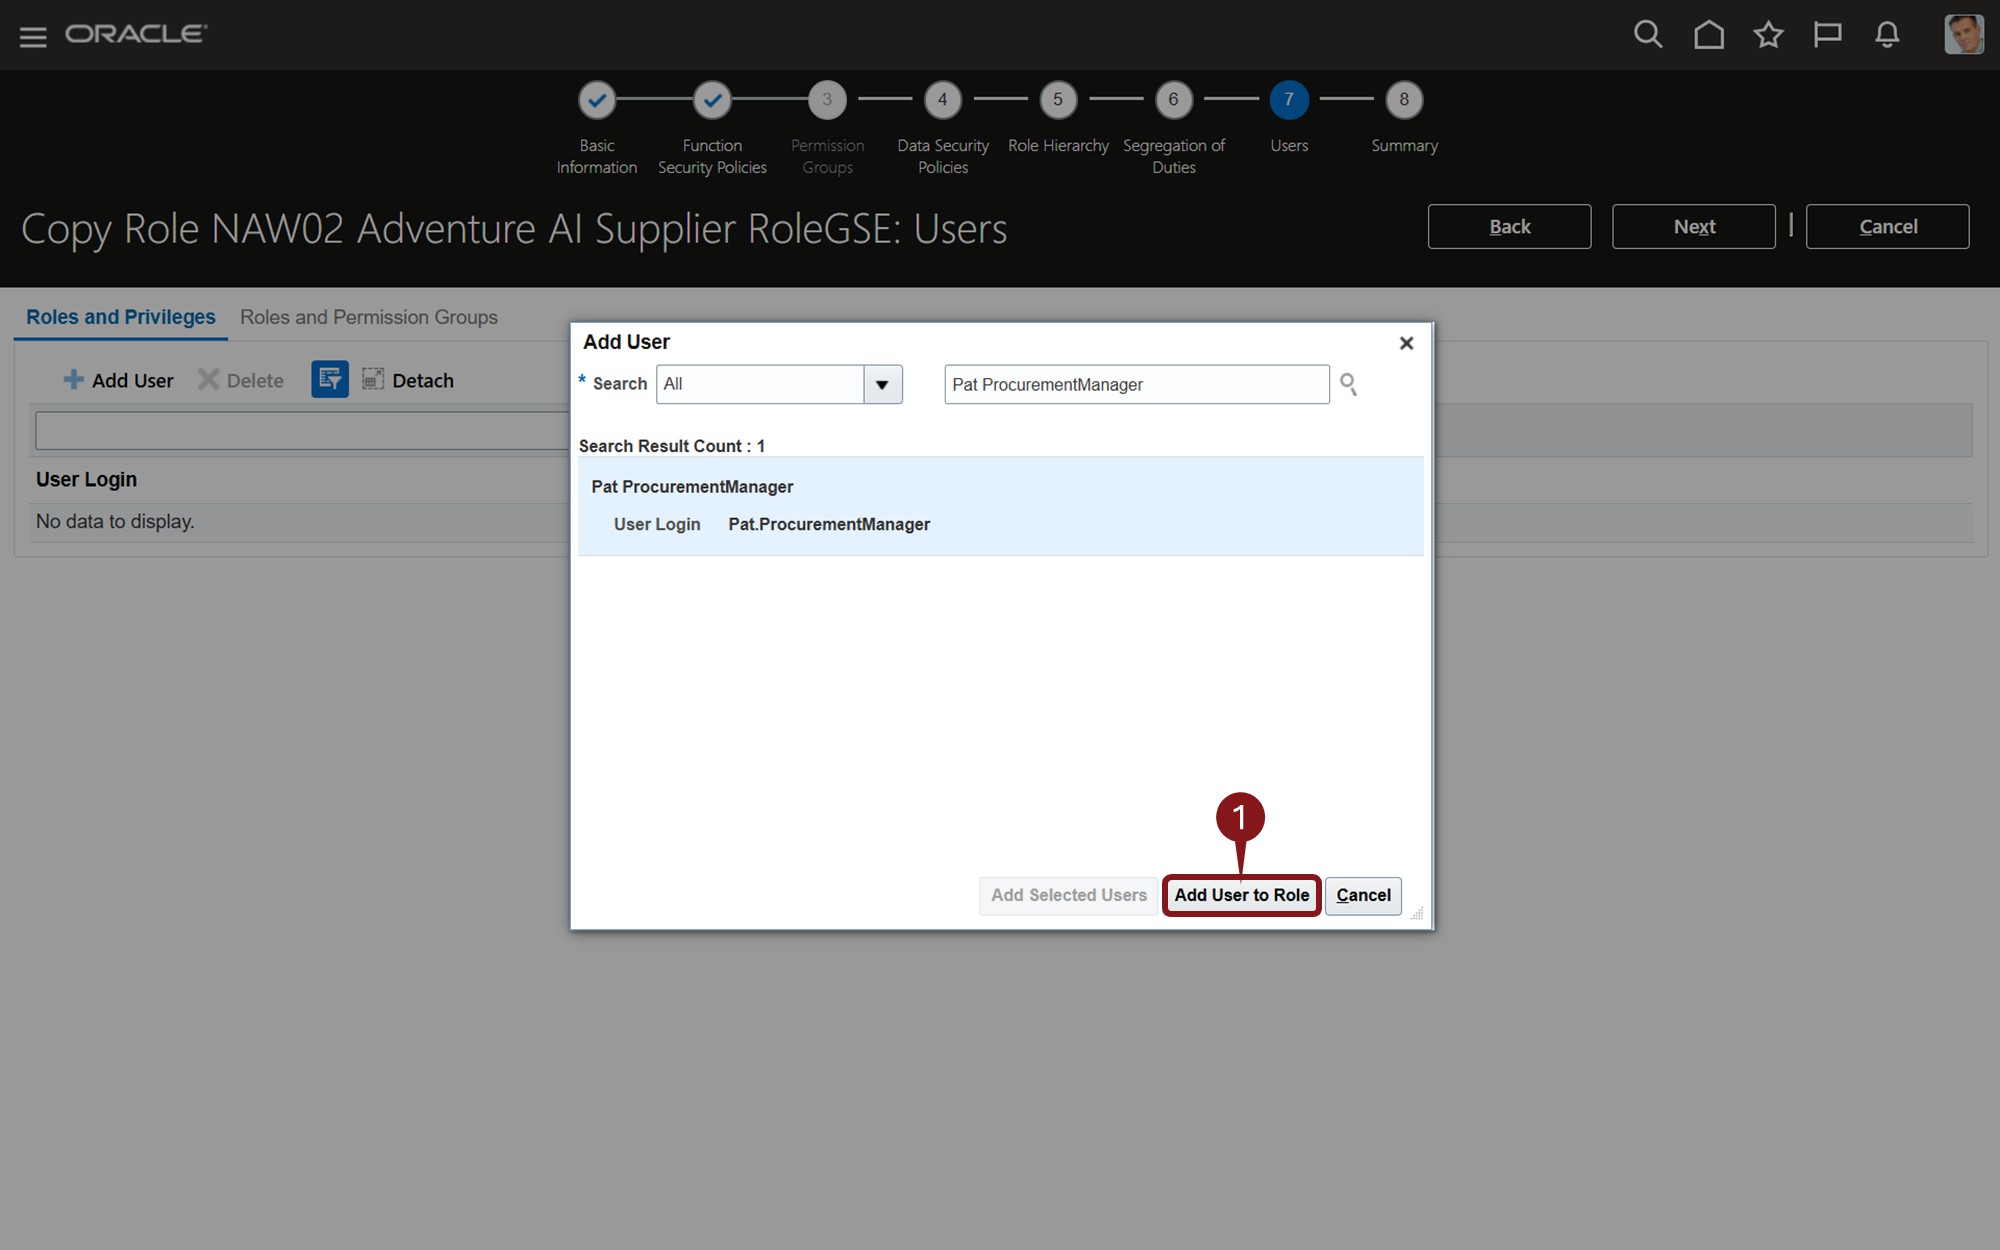 ORACLE
3
4
5
6
7
8
Basic
Information
Function
Security Policies
Permission
Groups
Data Security
Policies
Role Hierarchy
Segregation of
Duties
Users
Summary
Copy Role NAW02 Adventure AI Supplier RoleGSE: Users
Back
Next
Cancel
Roles and Privileges
Roles and Permission Groups
Add User
Delete
Detach
User Login
No data to display.
Add User
* Search
All
Pat ProcurementManager
Search Result Count : 1
Pat ProcurementManager
User Login Pat.ProcurementManager
1
Add Selected Users
Add User to Role
Cancel